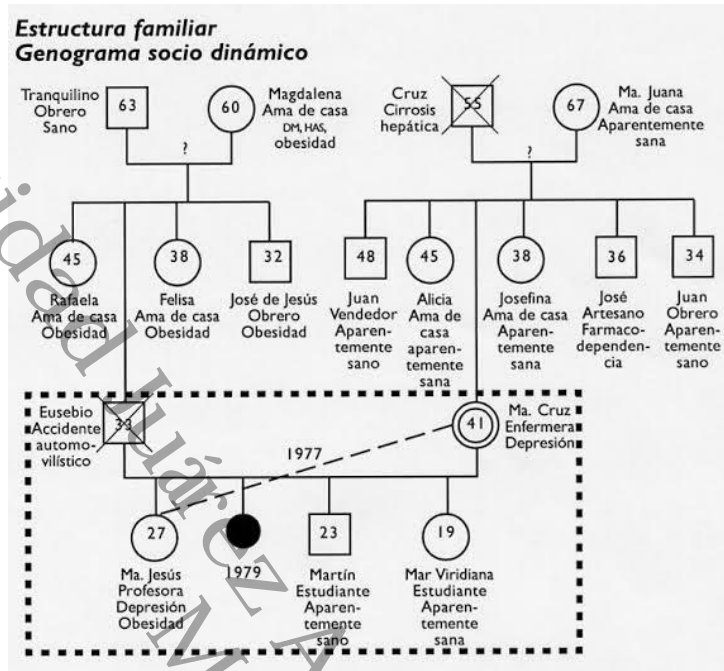 Estructura familiar
Genograma socio dinámico
Tranquilino
Obrero
Sano
63
60
Magdalena
Ama de casa
DM, HAS,
obesidad
Cruz
Cirrosis
hepática
55
67
Ma. Juana
Ama de casa
Aparentemente
sana
?
?
45
38
32
48
45
38
36
34
Rafaela
Ama de casa
Obesidad
Felisa
Ama de casa
Obesidad
José de Jesús
Obrero
Obesidad
Juan
Vendedor
Aparen-
temente
sano
Alicia
Ama de
casa
aparen-
temente
sana
Josefina
Ama de casa
Aparen-
temente
sana
José
Artesano
Farmaco-
dependen-
cia
Juan
Obrero
Aparen-
temente
sano
Eusebio
Accidente
automo-
vilístico
33
41
Ma. Cruz
Enfermera
Depresión
1977
27
23
19
Ma. Jesús
Profesora
Depresión
Obesidad
1979
Martín
Estudiante
Aparen-
temente
sano
Mar Viridiana
Estudiante
Aparen-
temente
sana
idad Juárez A
M